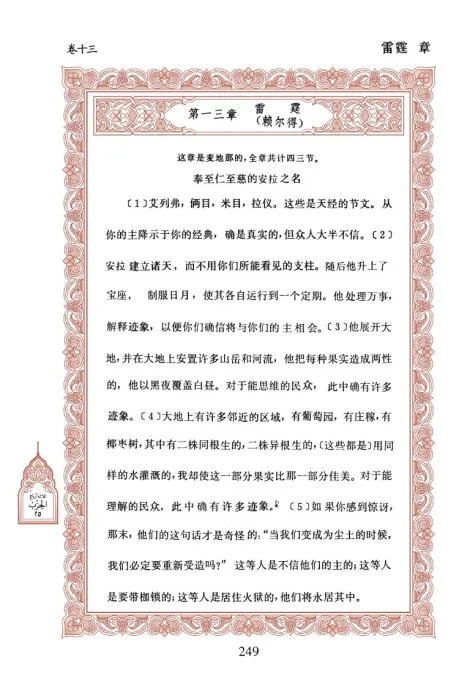 卷十三
雷霆 章
第一三章 雷霆
(赖尔得)
这章是麦地那的,全章共计四三节。
奉至仁至慈的安拉之名
〔1〕艾列弗,俩目,米目,拉仪。这些是天经的节文。从
你的主降示于你的经典,确是真实的,但众人大半不信。〔2〕
安拉建立诸天,而不用你们所能看见的支柱。随后他升上了
宝座, 制服日月,使其各自运行到一个定期。他处理万事,
解释迹象,以便你们确信将与你们的主相会。〔3〕他展开大
地,并在大地上安置许多山岳和河流,他把每种果实造成两性
的,他以黑夜覆盖白昼。对于能思维的民众,此中确有许多
迹象。〔4〕大地上有许多邻近的区域,有葡萄园,有庄稼,有
椰枣树,其中有二株同根生的,二株异根生的,〔这些都是〕用同
样的水灌溉的,我却使这一部分果实比那一部分佳美。对于能
理解的民众,此中确有许多迹象。 〔5〕如果你感到惊讶,
那末,他们的这句话才是奇怪的:“当我们变成为尘土的时候,
我们必定要重新受造吗?” 这等人是不信他们的主的;这等人
是要带枷锁的;这等人是居住火狱的,他们将永居其中。
الحزب
٢٥
249